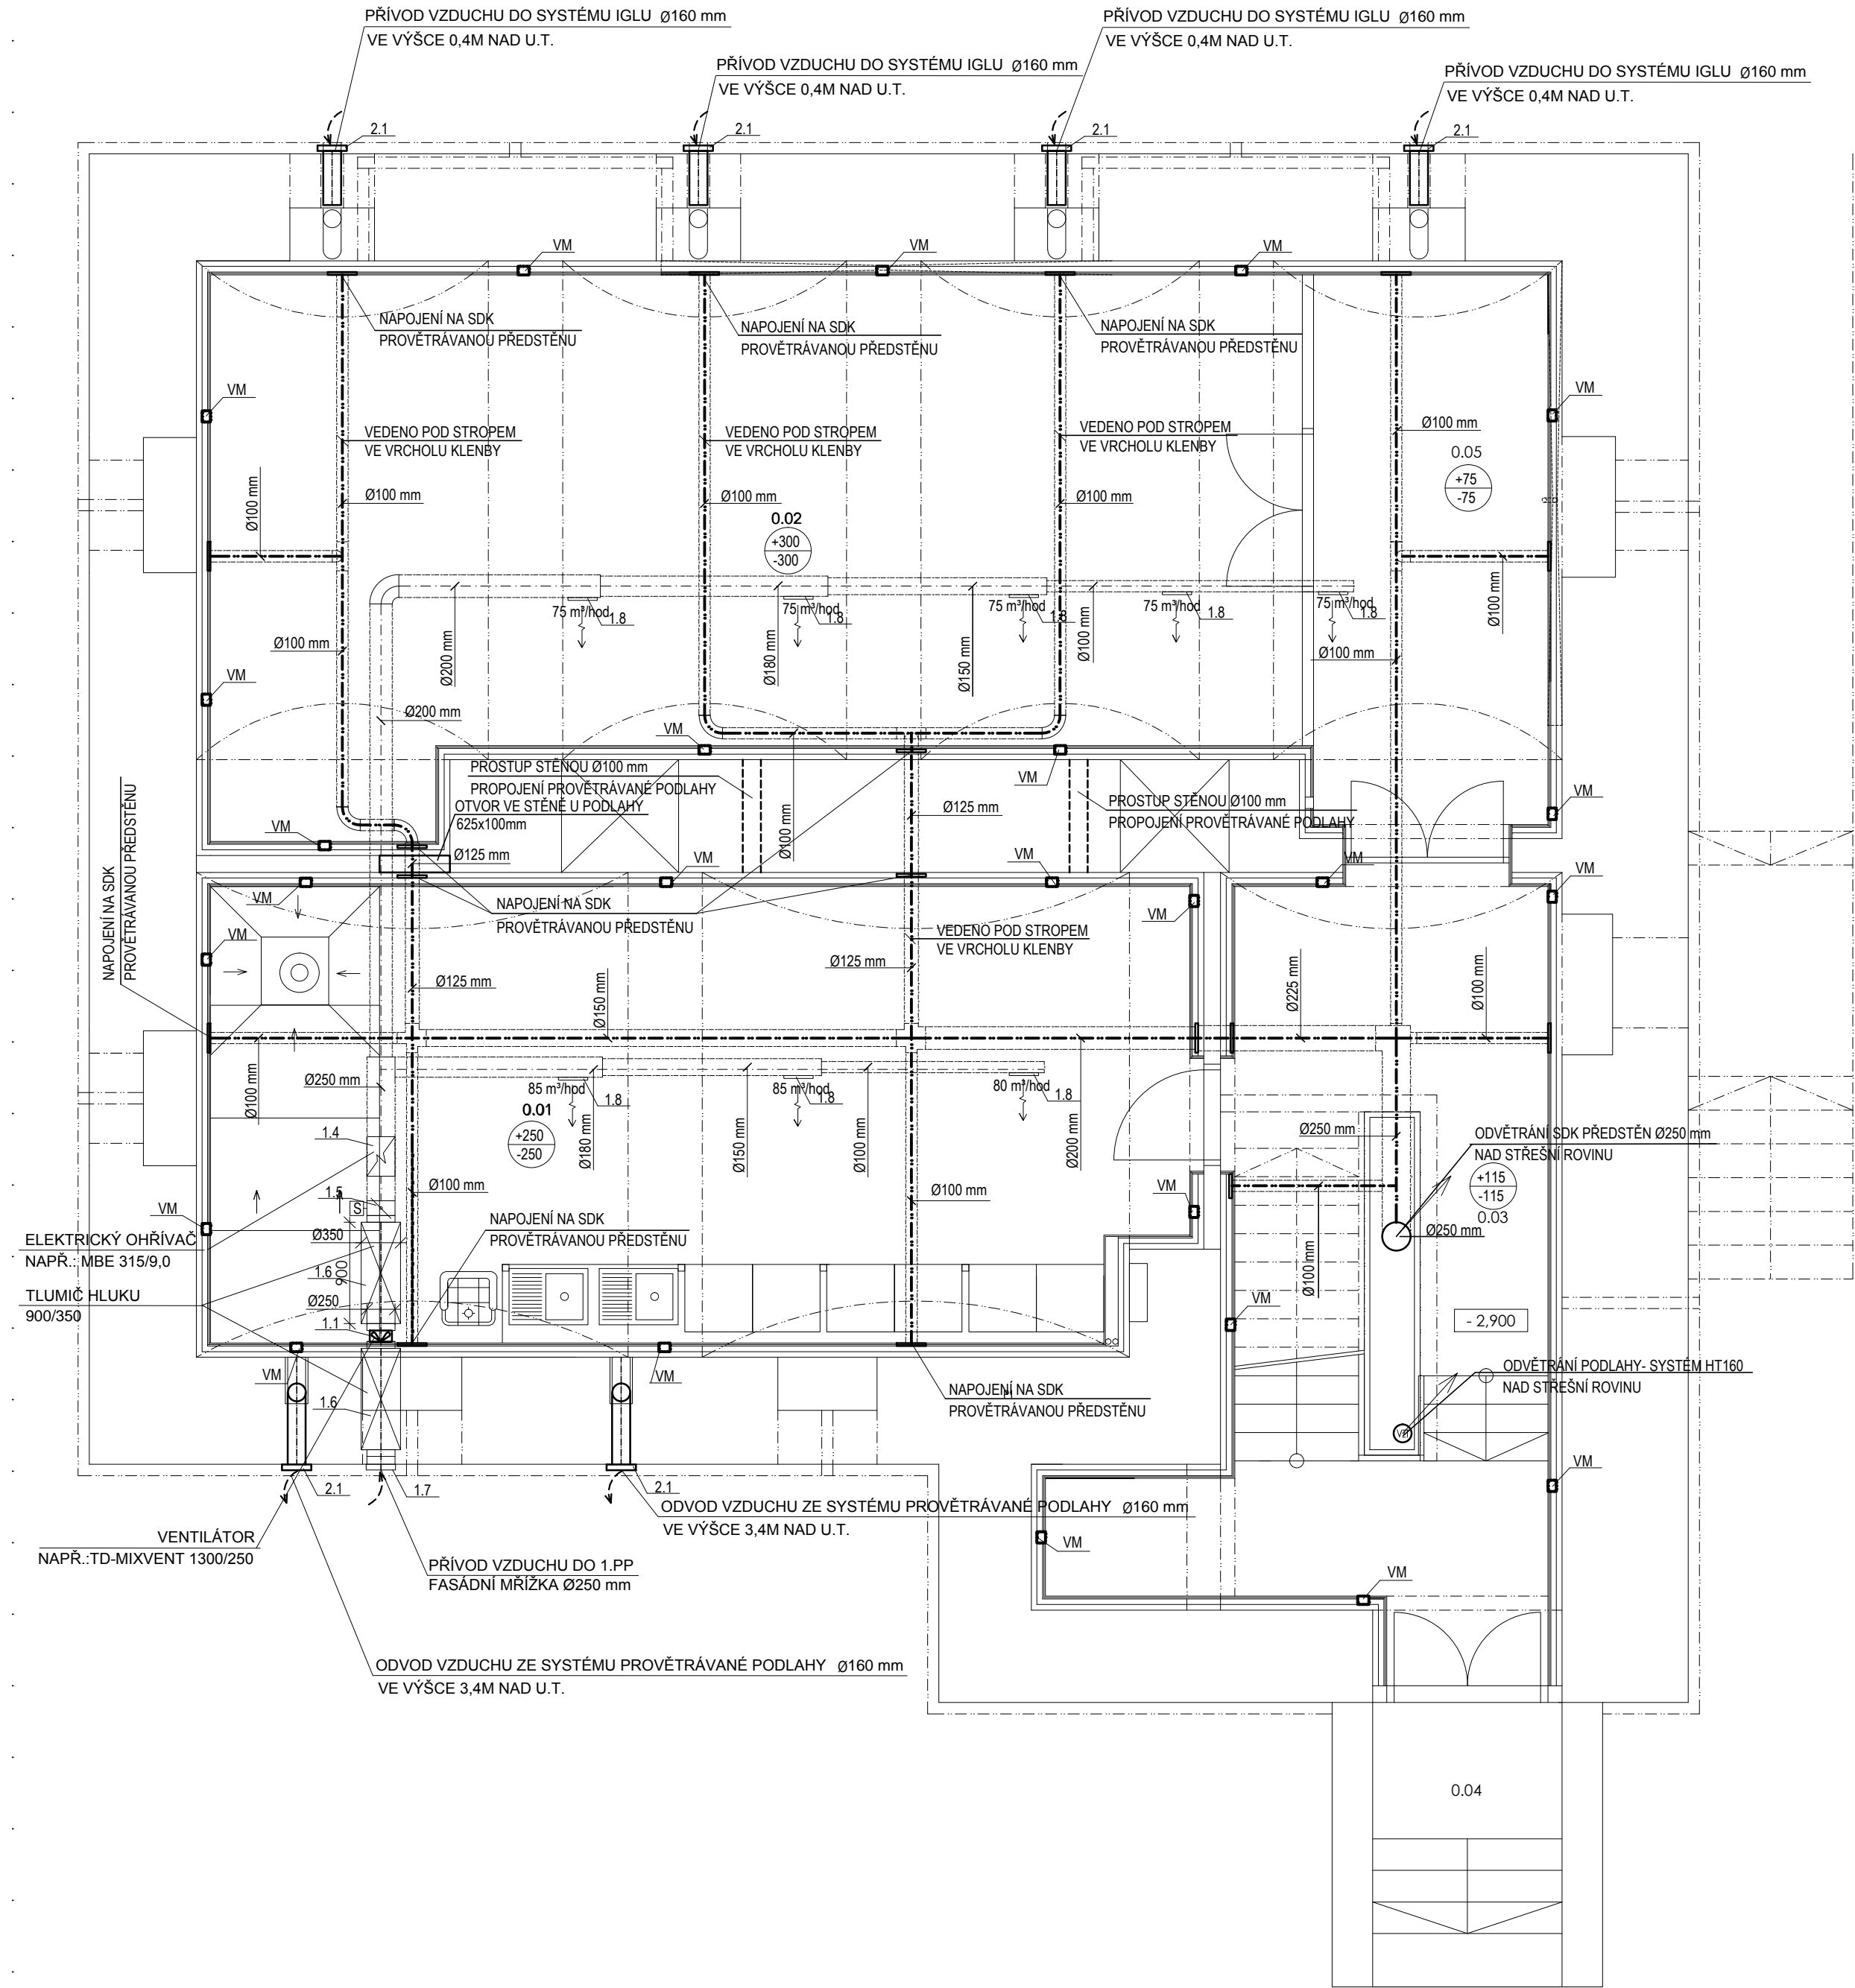 PŘÍVOD VZDUCHU DO SYSTÉMU IGLU Ø160 mm
VE VÝŠCE 0,4M NAD U.T.
PŘÍVOD VZDUCHU DO SYSTÉMU IGLU Ø160 mm
VE VÝŠCE 0,4M NAD U.T.
PŘÍVOD VZDUCHU DO SYSTÉMU IGLU Ø160 mm
VE VÝŠCE 0,4M NAD U.T.
PŘÍVOD VZDUCHU DO SYSTÉMU IGLU Ø160 mm
VE VÝŠCE 0,4M NAD U.T.
2.1
2.1
2.1
2.1
VM
VM
VM
NAPOJENÍ NA SDK
PROVĚTRÁVANOU PŘEDSTĚNU
NAPOJENÍ NA SDK
PROVĚTRÁVANOU PŘEDSTĚNU
NAPOJENÍ NA SDK
PROVĚTRÁVANOU PŘEDSTĚNU
VM
VM
VEDENO POD STROPEM
VE VRCHOLU KLENBY
VEDENO POD STROPEM
VE VRCHOLU KLENBY
VEDENO POD STROPEM
VE VRCHOLU KLENBY
Ø100 mm
0.05
+75
-75
Ø100 mm
Ø100 mm
Ø100 mm
Ø100 mm
0.02
+300
-300
Ø100 mm
75 m³/hod
1.8
75 m³/hod
1.8
75 m³/hod
1.8
75 m³/hod
1.8
75 m³/hod
1.8
Ø100 mm
Ø200 mm
Ø180 mm
Ø150 mm
Ø100 mm
Ø100 mm
VM
Ø200 mm
VM
VM
PROSTUP STĚNOU Ø100 mm
PROPOJENÍ PROVĚTRÁVANÉ PODLAHY
OTVOR VE STĚNĚ U PODLAHY
625x100mm
Ø100 mm
Ø125 mm
PROSTUP STĚNOU Ø100 mm
PROPOJENÍ PROVĚTRÁVANÉ PODLAHY
VM
VM
Ø125 mm
VM
VM
VM
VM
NAPOJENÍ NA SDK
PROVĚTRÁVANOU PŘEDSTĚNU
VM
VM
NAPOJENÍ NA SDK
PROVĚTRÁVANOU PŘEDSTĚNU
VM
VEDENO POD STROPEM
VE VRCHOLU KLENBY
Ø125 mm
Ø125 mm
Ø150 mm
Ø225 mm
Ø100 mm
Ø100 mm
Ø250 mm
85 m³/hod
1.8
85 m³/hod
1.8
80 m³/hod
1.8
0.01
+250
-250
Ø180 mm
Ø150 mm
Ø100 mm
Ø200 mm
Ø250 mm
ODVĚTRÁNÍ SDK PŘEDSTĚN Ø250 mm
NAD STŘEŠNÍ ROVINU
+115
-115
0.03
1.4
1.5
S
Ø100 mm
Ø100 mm
VM
VM
Ø350
NAPOJENÍ NA SDK
PROVĚTRÁVANOU PŘEDSTĚNU
Ø250 mm
Ø100 mm
ELEKTRICKÝ OHŘÍVAČ
NAPŘ.: MBE 315/9,0
1.6
900
TLUMIČ HLUKU
900/350
Ø250
1.1
VM
- 2,900
VM
VM
1.6
NAPOJENÍ NA SDK
PROVĚTRÁVANOU PŘEDSTĚNU
ODVĚTRÁNÍ PODLAHY- SYSTÉM HT160
NAD STŘEŠNÍ ROVINU
VM
2.1
1.7
2.1
ODVOD VZDUCHU ZE SYSTÉMU PROVĚTRÁVANÉ PODLAHY Ø160 mm
VE VÝŠCE 3,4M NAD U.T.
VM
VENTILÁTOR
NAPŘ.:TD-MIXVENT 1300/250
PŘÍVOD VZDUCHU DO 1.PP
FASÁDNÍ MŘÍŽKA Ø250 mm
VM
ODVOD VZDUCHU ZE SYSTÉMU PROVĚTRÁVANÉ PODLAHY Ø160 mm
VE VÝŠCE 3,4M NAD U.T.
0.04